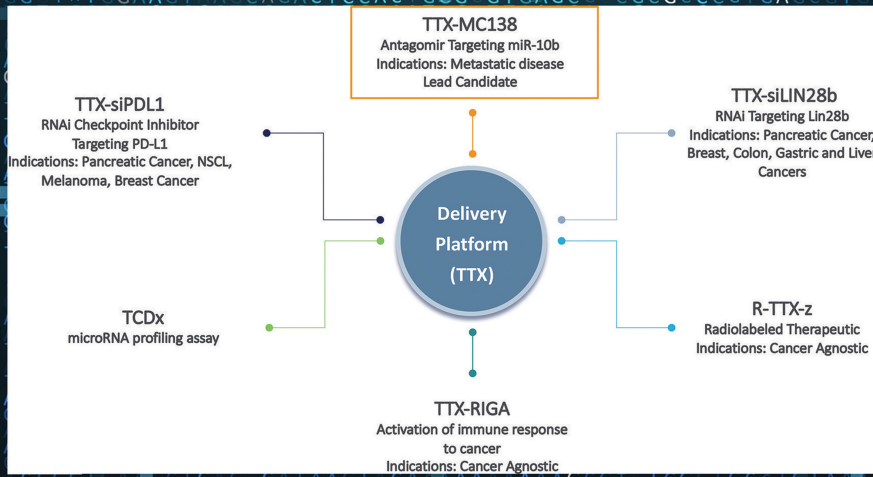 TTX-MC138
Antagomir Targeting miR-10b
Indications: Metastatic disease
Lead Candidate
TTX-siPDL1
RNAi Checkpoint Inhibitor
Targeting PD-L1
Indications: Pancreatic Cancer, NSCL,
Melanoma, Breast Cancer
TTX-siLIN28b
RNAi Targeting Lin28b
Indications: Pancreatic Cancer,
Breast, Colon, Gastric and Liver
Cancers
Delivery
Platform
(TTX)
TCDx
microRNA profiling assay
R-TTX-z
Radiolabeled Therapeutic
Indications: Cancer Agnostic
TTX-RIGA
Activation of immune response
to cancer
Indications: Cancer Agnostic